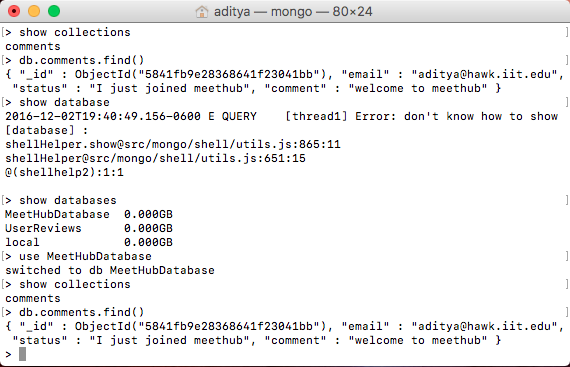 aditya — mongo — 80×24
[> show collections ]
comments
[> db.comments.find() ]
{ "_id" : ObjectId("5841fb9e28368641f23041bb"), "email" : "aditya@hawk.iit.edu",
 "status" : "I just joined meethub", "comment" : "welcome to meethub" }
[> show database ]
2016-12-02T19:40:49.156-0600 E QUERY    [thread1] Error: don't know how to show
[database] :
shellHelper.show@src/mongo/shell/utils.js:865:11
shellHelper@src/mongo/shell/utils.js:651:15
@(shellhelp2):1:1
[> show databases ]
MeetHubDatabase  0.000GB
UserReviews      0.000GB
local            0.000GB
[> use MeetHubDatabase ]
switched to db MeetHubDatabase
[> show collections ]
comments
[> db.comments.find() ]
{ "_id" : ObjectId("5841fb9e28368641f23041bb"), "email" : "aditya@hawk.iit.edu",
 "status" : "I just joined meethub", "comment" : "welcome to meethub" }
>